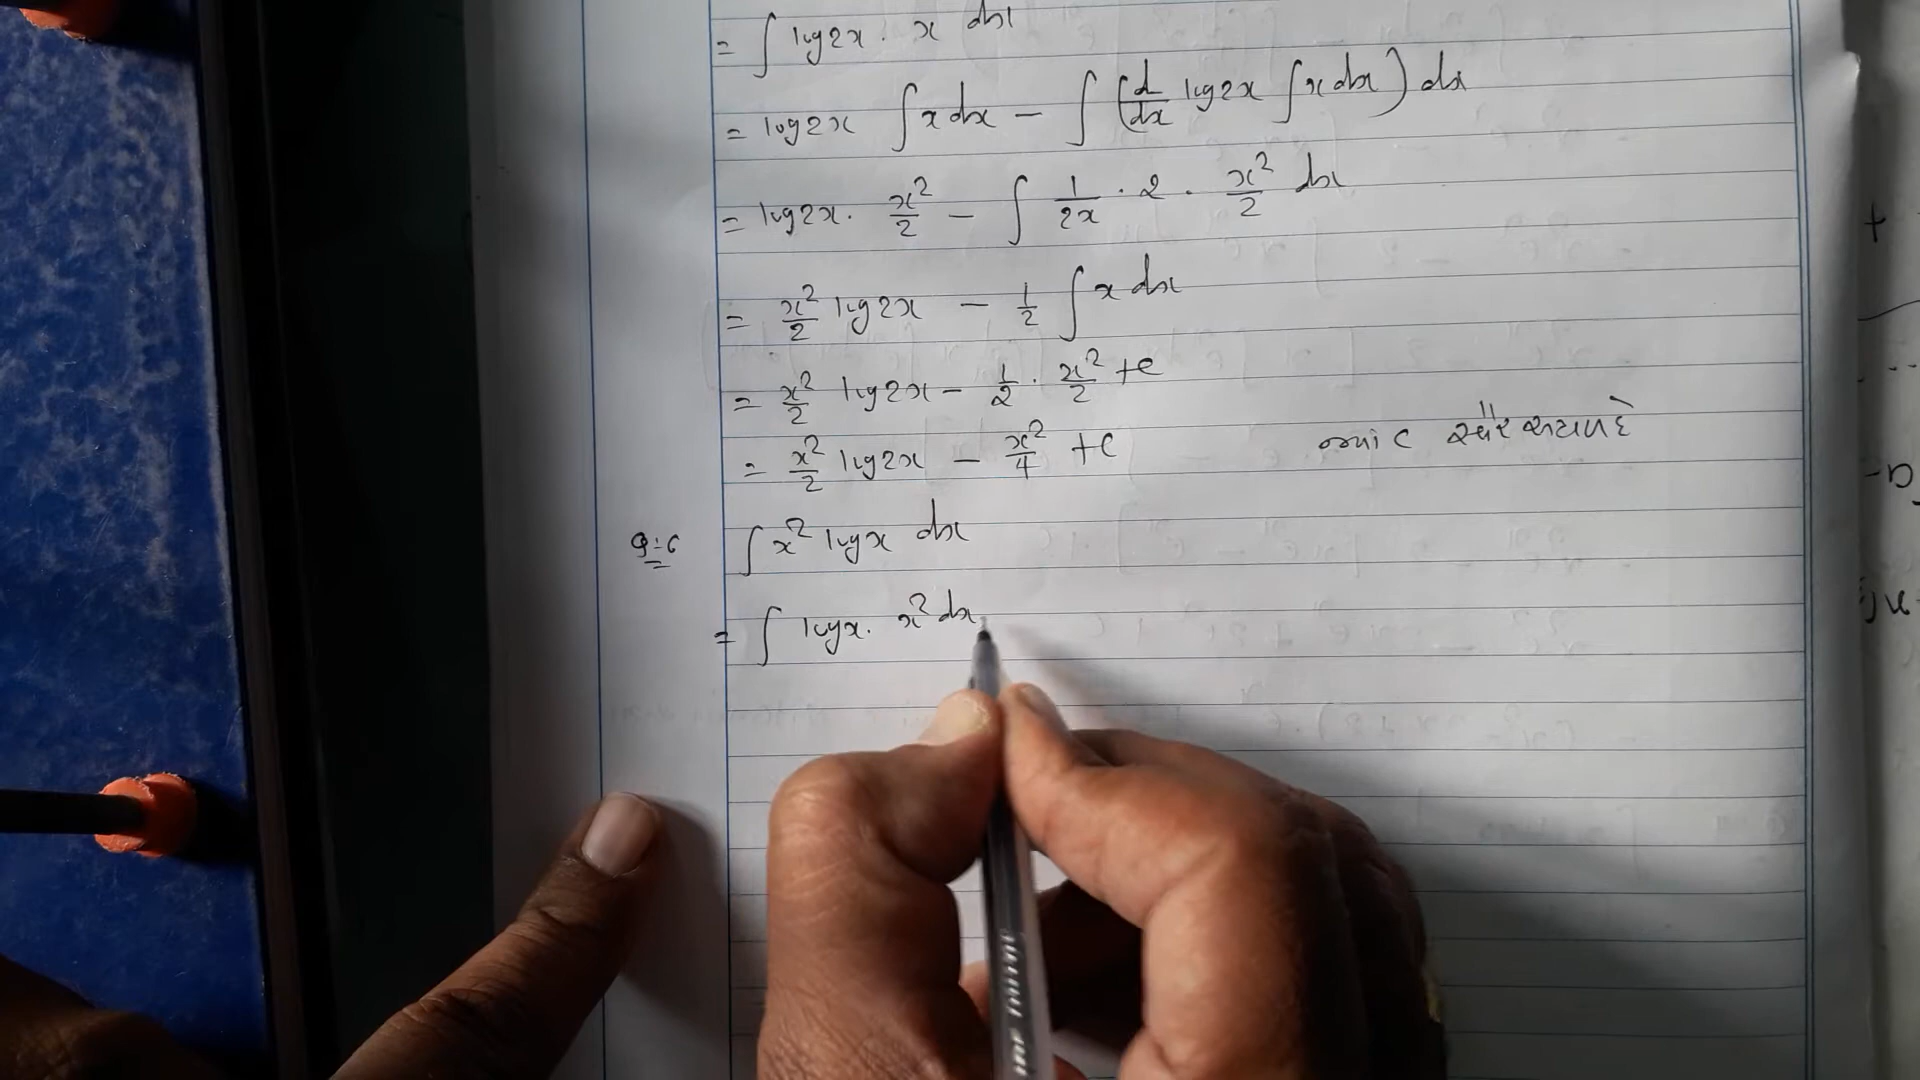 = ∫ log2x . x dx
= log2x ∫ x dx − ∫ (d/dx log2x ∫ x dx) dx
= log2x . x²/2 − ∫ 1/2x . 2 . x²/2 dx
= x²/2 log2x − 1/2 ∫ x dx
= x²/2 log2x − 1/2 . x²/2 + c
= x²/2 log2x − x²/4 + c જ્યાં c સ્વૈર અચળ છે
Q:6 ∫ x² logx dx
= ∫ logx . x² dx